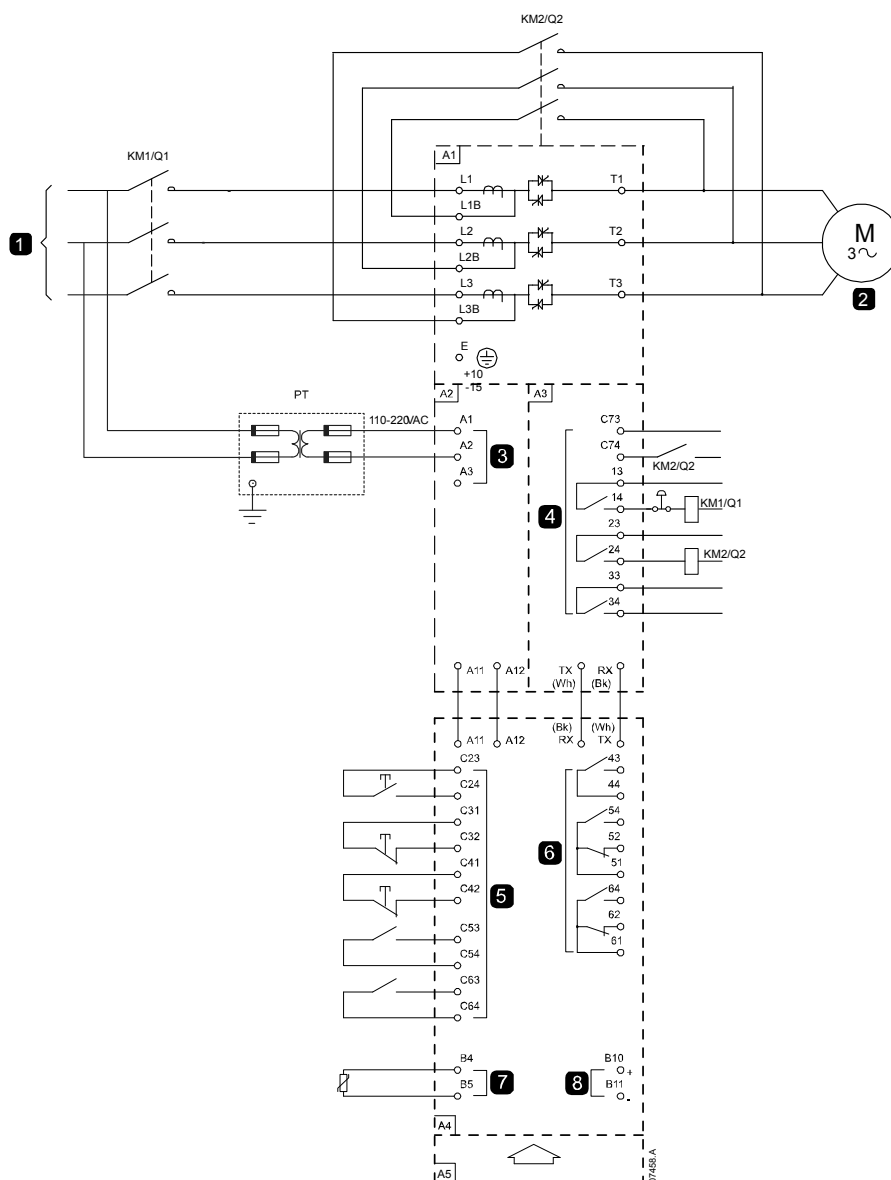 KM2/Q2
KM1/Q1
A1
L1
T1
L1B
L2
T2
L2B
L3
T3
L3B
1
M
3
2
E
+10
-15
A2
A3
PT
110-220VAC
A1
A2
A3
3
4
C73
C74
KM2/Q2
13
14
KM1/Q1
23
24
KM2/Q2
33
34
A11
A12
TX
(Wh)
RX
(Bk)
(Bk)
RX
(Wh)
TX
A11
A12
C23
C24
C31
C32
C41
C42
C53
C54
C63
C64
5
6
43
44
54
52
51
64
62
61
B4
B5
7
8
B10
+
B11
-
A4
A5
07458.A